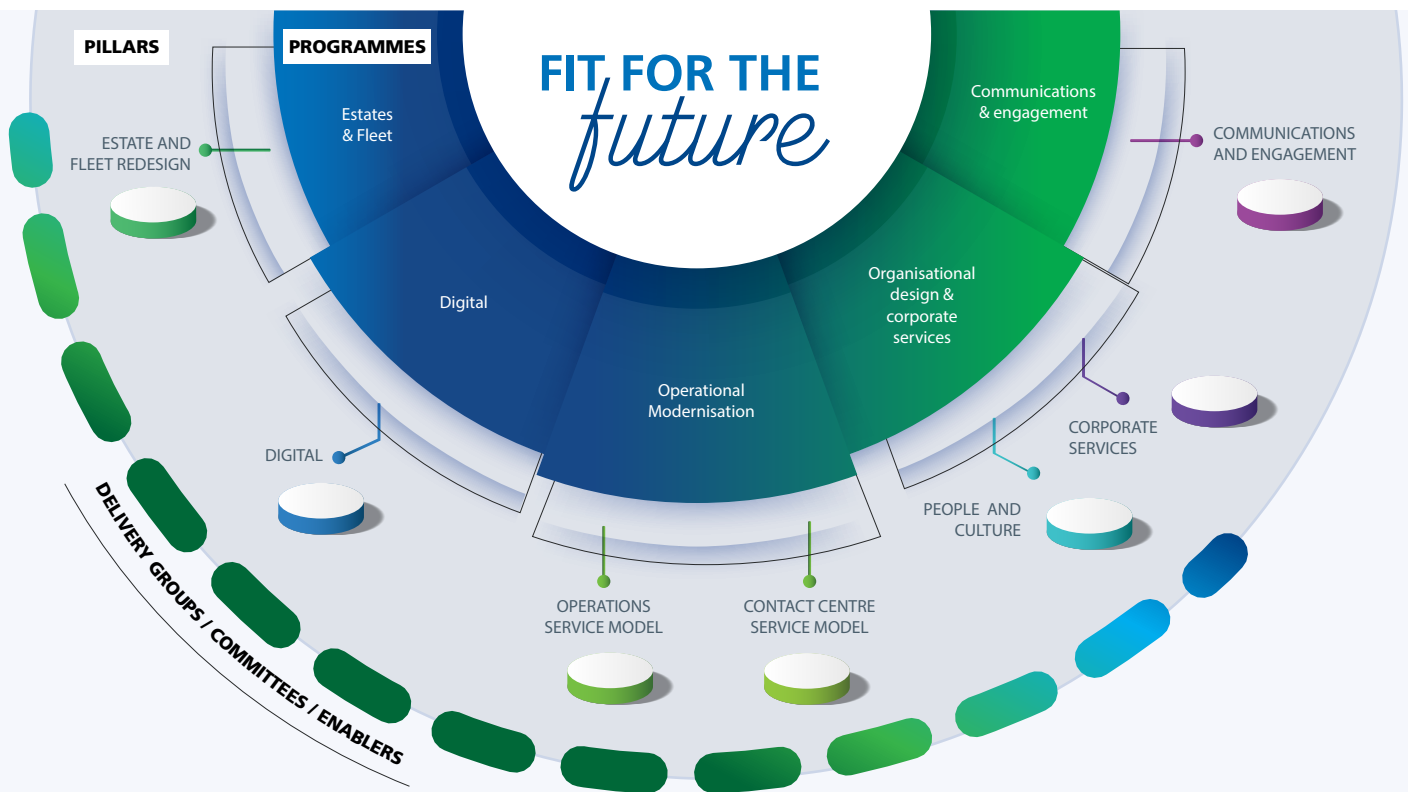 PILLARS
PROGRAMMES
FIT FOR THE
future
Estates
& Fleet
Digital
Operational
Modernisation
Organisational
design &
corporate
services
Communications
& engagement
ESTATE AND
FLEET REDESIGN
DIGITAL
OPERATIONS
SERVICE MODEL
CONTACT CENTRE
SERVICE MODEL
PEOPLE AND
CULTURE
CORPORATE
SERVICES
COMMUNICATIONS
AND ENGAGEMENT
DELIVERY GROUPS / COMMITTEES / ENABLERS